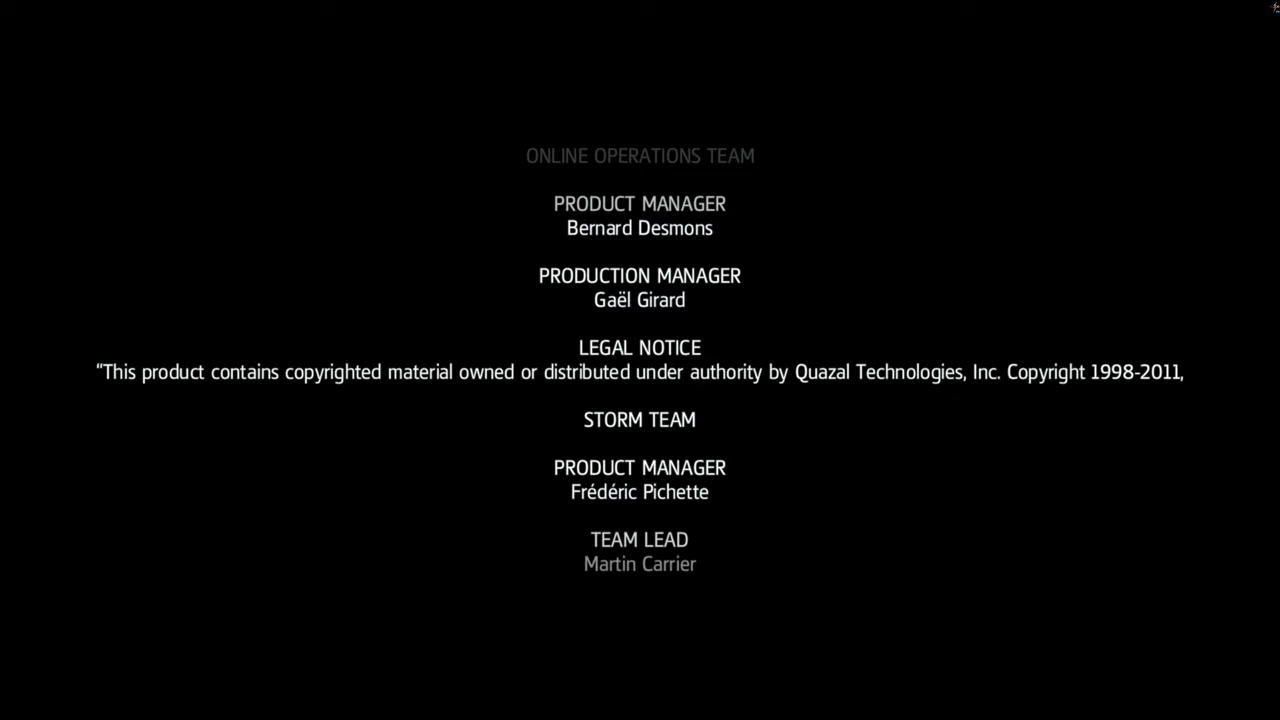 ONLINE OPERATIONS TEAM
PRODUCT MANAGER
Bernard Desmons
PRODUCTION MANAGER
Gaël Girard
LEGAL NOTICE
“This product contains copyrighted material owned or distributed under authority by Quazal Technologies, Inc. Copyright 1998-2011,
STORM TEAM
PRODUCT MANAGER
Frédéric Pichette
TEAM LEAD
Martin Carrier